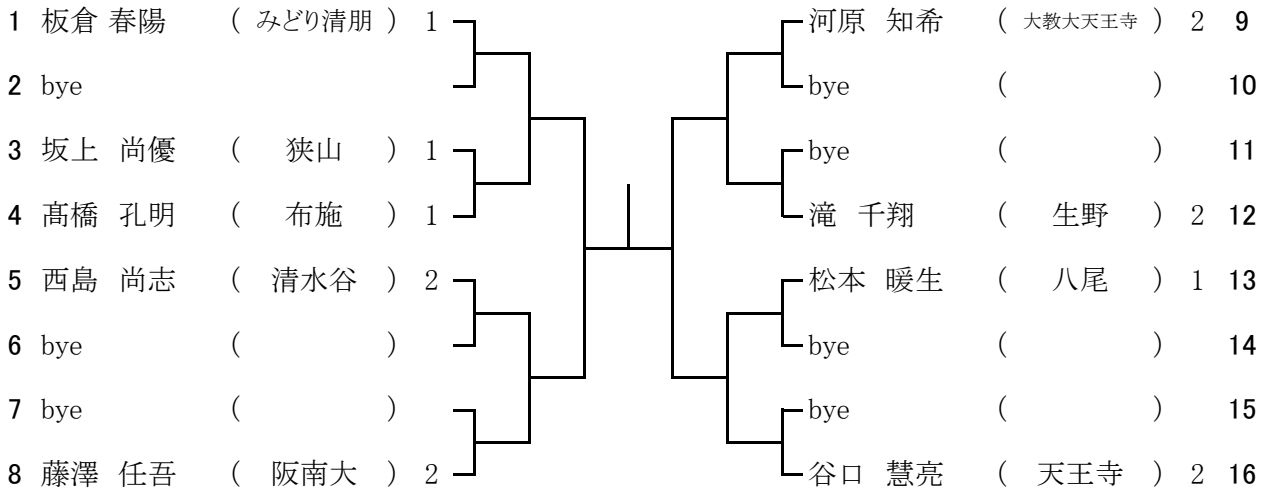 1 板倉 春陽 ( みどり清朋 ) 1 河原 知希 ( 大教大天王寺 ) 2 9
2 bye bye ( ) 10
3 坂上 尚優 ( 狭山 ) 1 bye ( ) 11
4 髙橋 孔明 ( 布施 ) 1 滝 千翔 ( 生野 ) 2 12
5 西島 尚志 ( 清水谷 ) 2 松本 暖生 ( 八尾 ) 1 13
6 bye ( ) bye ( ) 14
7 bye ( ) bye ( ) 15
8 藤澤 任吾 ( 阪南大 ) 2 谷口 慧亮 ( 天王寺 ) 2 16